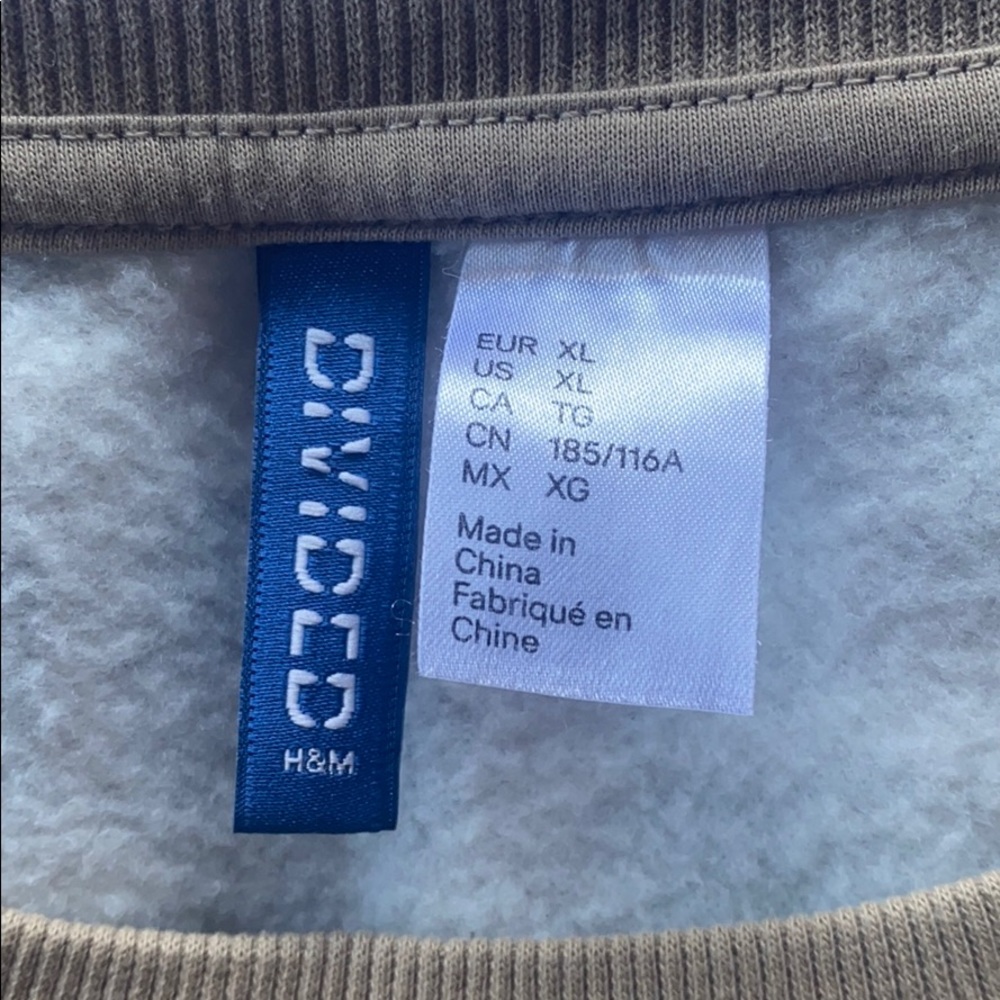 DIVIDED
H&M
EUR XL
US XL
CA TG
CN 185/116A
MX XG
Made in
China
Fabriqué en
Chine